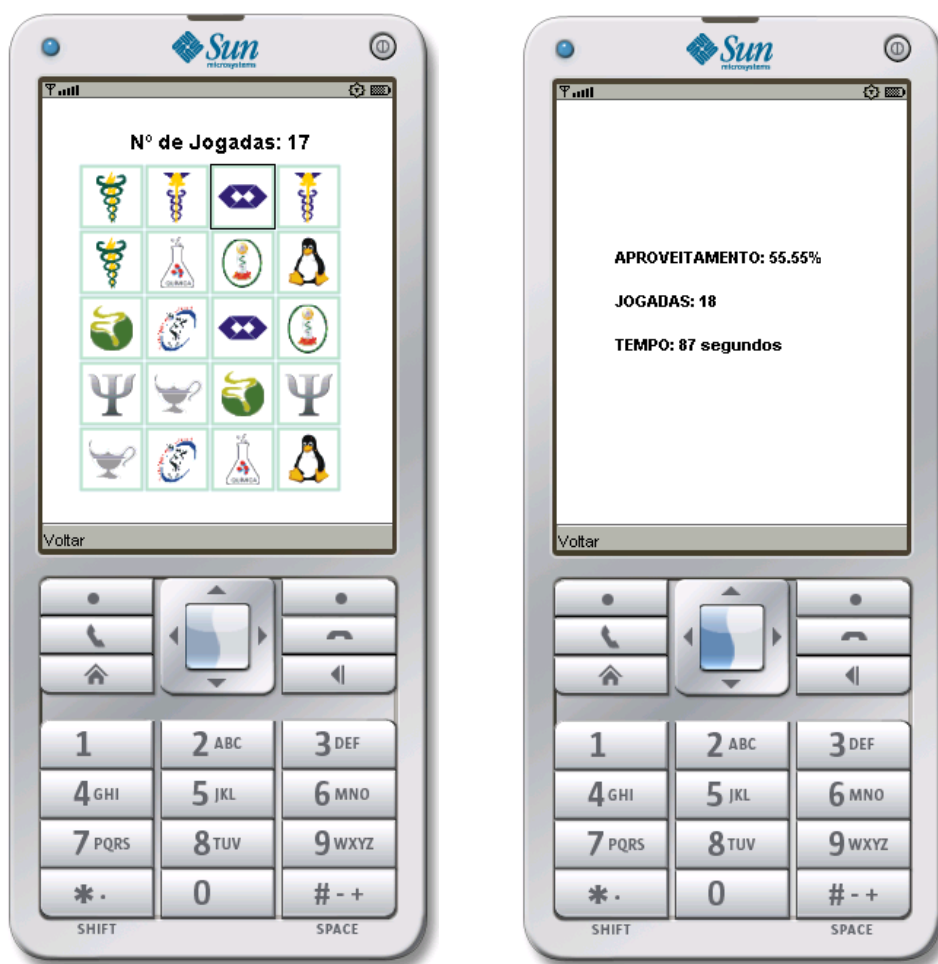 Sun
microsystems
Nº de Jogadas: 17
QUÍMICA
QUÍMICA
Voltar
1
2 ABC
3 DEF
4 GHI
5 JKL
6 MNO
7 PQRS
8 TUV
9 WXYZ
* .
0
# - +
SHIFT
SPACE
Sun
microsystems
APROVEITAMENTO: 55.55%
JOGADAS: 18
TEMPO: 87 segundos
Voltar
1
2 ABC
3 DEF
4 GHI
5 JKL
6 MNO
7 PQRS
8 TUV
9 WXYZ
* .
0
# - +
SHIFT
SPACE